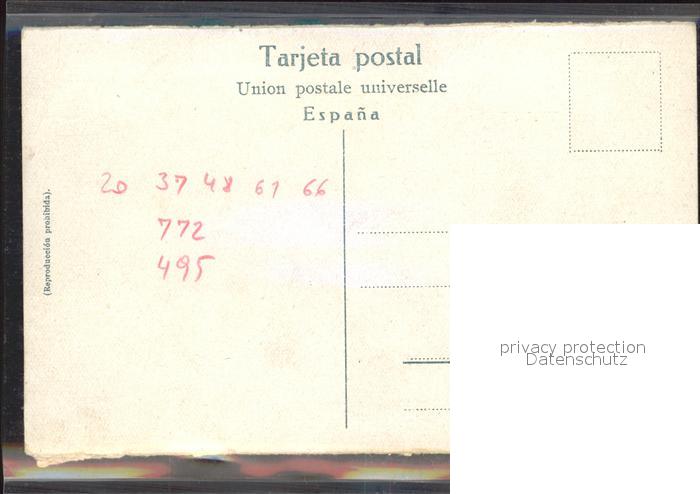 Tarjeta postal
Union postale universelle
España
20 37 48 61 66
772
495
(Reproducción prohibida).
privacy protection
Datenschutz